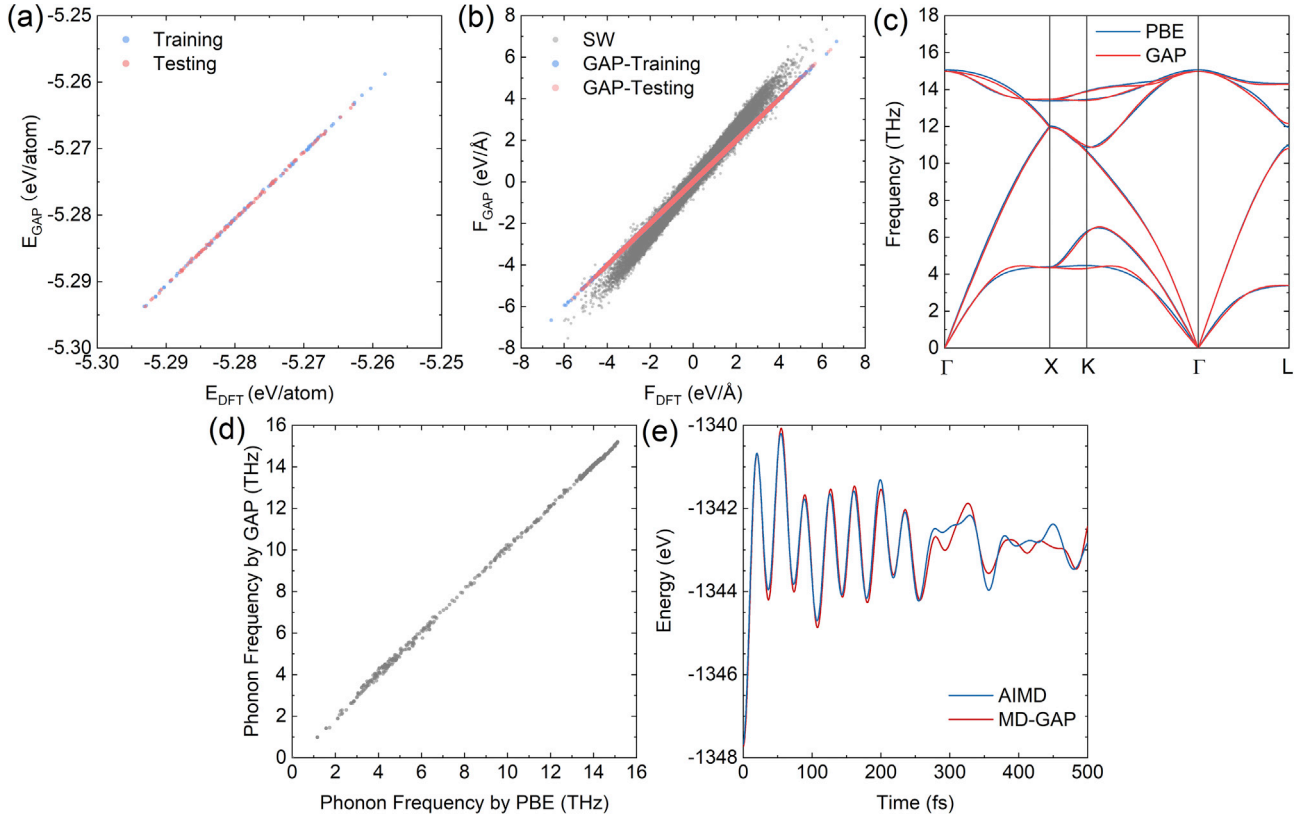 (a)
-5.25
-5.26
-5.27
-5.28
-5.29
-5.30
E_GAP (eV/atom)
Training
Testing
-5.30 -5.29 -5.28 -5.27 -5.26 -5.25
E_DFT (eV/atom)
(b)
8
6
4
2
0
-2
-4
-6
-8
F_GAP (eV/Å)
SW
GAP-Training
GAP-Testing
-8 -6 -4 -2 0 2 4 6 8
F_DFT (eV/Å)
(c)
18
16
14
12
10
8
6
4
2
0
Frequency (THz)
PBE
GAP
Γ X K Γ L
(d)
16
14
12
10
8
6
4
2
0
Phonon Frequency by GAP (THz)
0 2 4 6 8 10 12 14 16
Phonon Frequency by PBE (THz)
(e)
-1340
-1342
-1344
-1346
-1348
Energy (eV)
AIMD
MD-GAP
0 100 200 300 400 500
Time (fs)